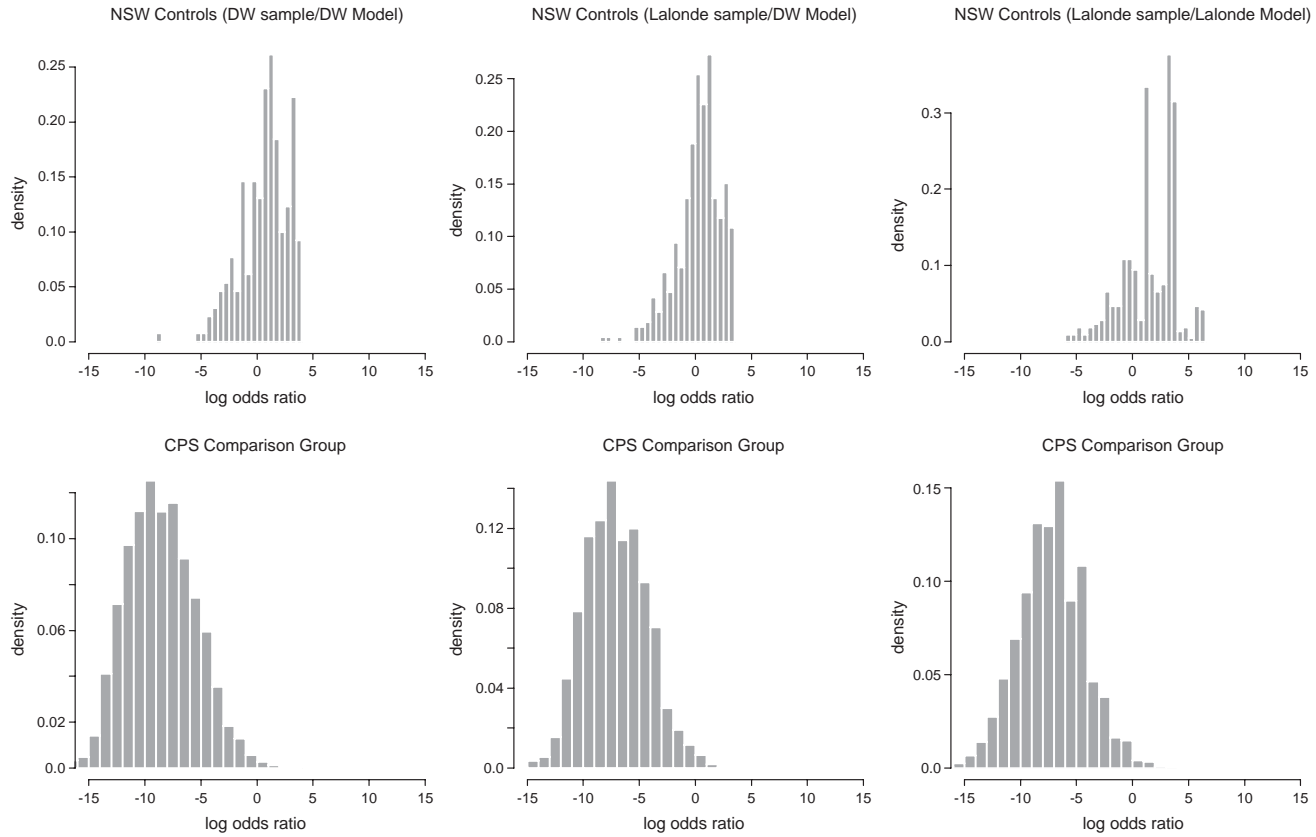 NSW Controls (DW sample/DW Model)
0.25
0.20
0.15
0.10
0.05
0.0
density
-15 -10 -5 0 5 10 15
log odds ratio
NSW Controls (Lalonde sample/DW Model)
0.25
0.20
0.15
0.10
0.05
0.0
density
-15 -10 -5 0 5 10 15
log odds ratio
NSW Controls (Lalonde sample/Lalonde Model)
0.3
0.2
0.1
0.0
density
-15 -10 -5 0 5 10 15
log odds ratio
CPS Comparison Group
0.10
0.06
0.02
0.0
density
-15 -10 -5 0 5 10 15
log odds ratio
CPS Comparison Group
0.12
0.08
0.04
0.0
density
-15 -10 -5 0 5 10 15
log odds ratio
CPS Comparison Group
0.15
0.10
0.05
0.0
density
-15 -10 -5 0 5 10 15
log odds ratio